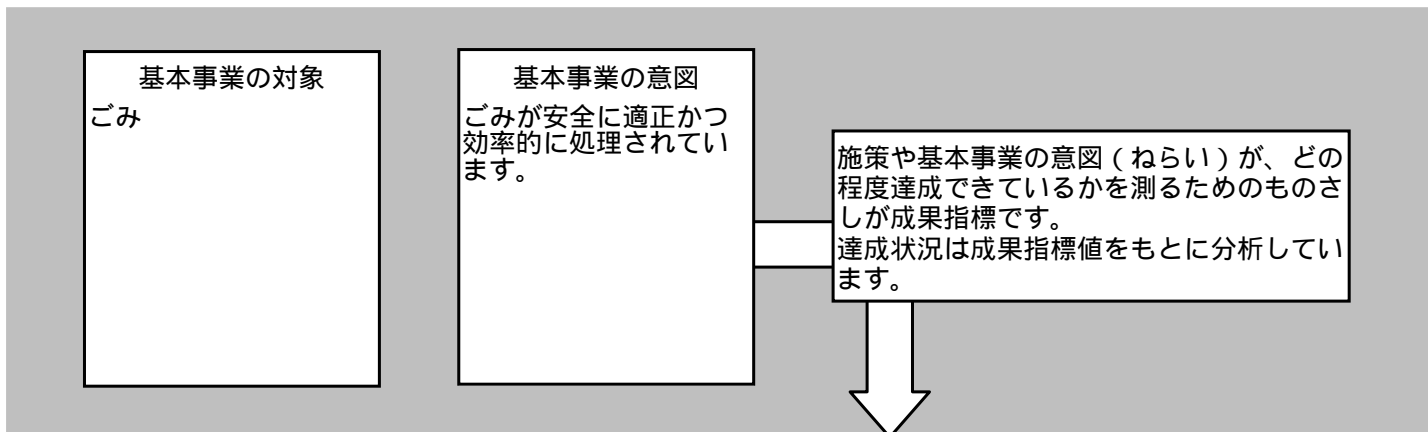 基本事業の対象
ごみ
基本事業の意図
ごみが安全に適正かつ
効率的に処理されてい
ます。
施策や基本事業の意図（ねらい）が、どの
程度達成できているかを測るためのものさ
しが成果指標です。
達成状況は成果指標値をもとに分析してい
ます。